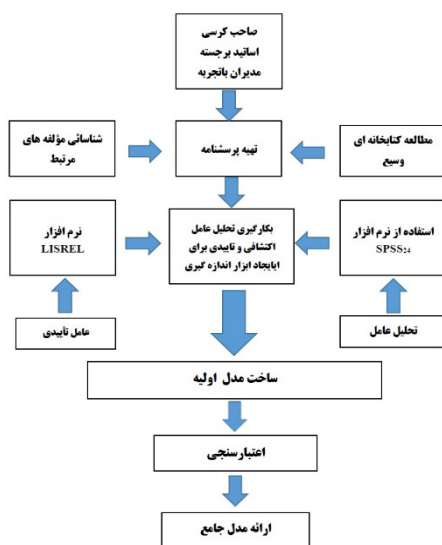 صاحب کرسی
اساتید برجسته
مدیران باتجربه
مطالعه کتابخانه ای
وسیع
تهیه پرسشنامه
شناسائی مؤلفه های
مرتبط
استفاده از نرم افزار
SPSS24
بکارگیری تحلیل عامل
اکتشافی و تاییدی برای
ایابجاد ابزار اندازه گیری
نرم افزار
LISREL
تحلیل عامل
عامل تاییدی
ساخت مدل اولیه
اعتبارسنجی
ارائه مدل جامع